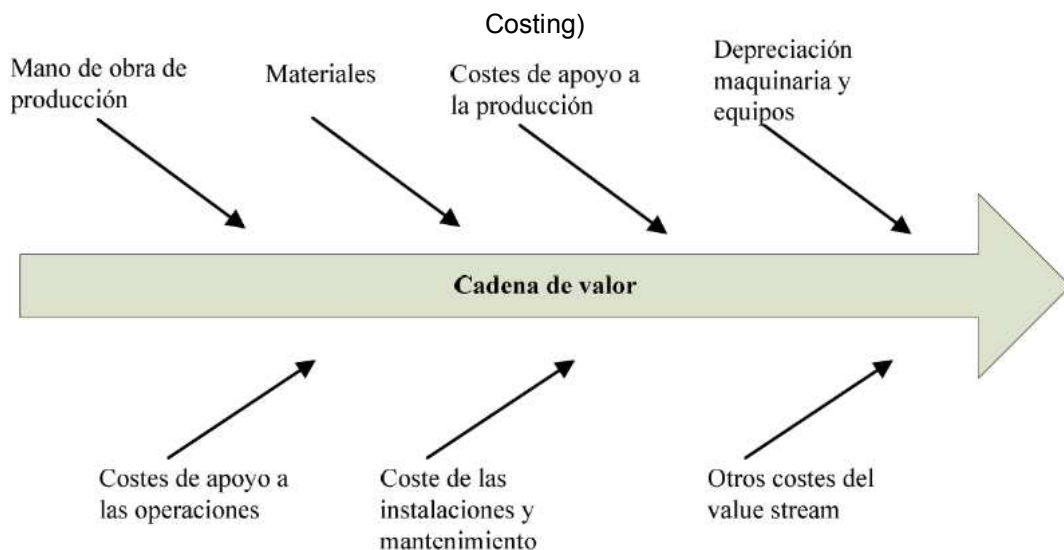 Costing)
Mano de obra de
producción
Materiales
Costes de apoyo a
la producción
Depreciación
maquinaria y
equipos
Cadena de valor
Costes de apoyo a
las operaciones
Coste de las
instalaciones y
mantenimiento
Otros costes del
value stream